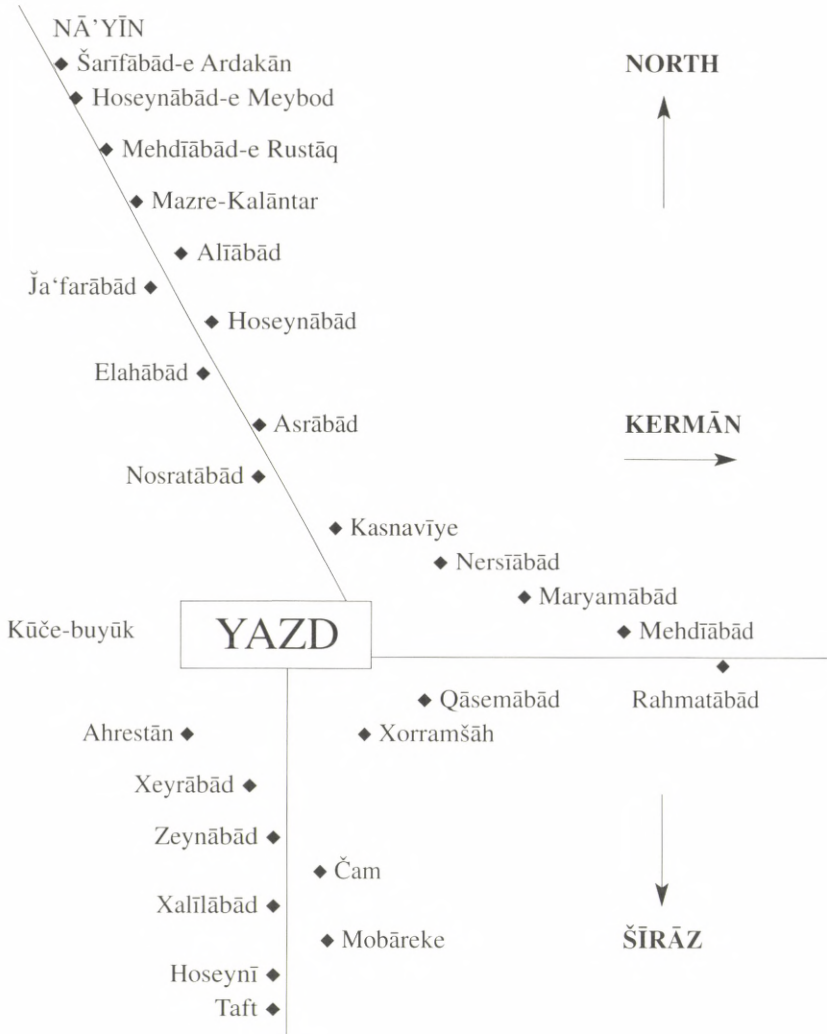 NĀ’YĪN
Šarīfābād-e Ardakān
NORTH
Hoseynābād-e Meybod
Mehdīābād-e Rustāq
Mazre-Kalāntar
Alīābād
J̌a‘farābād
Hoseynābād
Elahābād
Asrābād
KERMĀN
Nosratābād
Kasnavīye
Nersīābād
Maryamābād
Kūče-buyūk
YAZD
Mehdīābād
Qāsemābād
Rahmatābād
Ahrestān
Xorramšāh
Xeyrābād
Zeynābād
Čam
Xalīlābād
Mobāreke
ŠĪRĀZ
Hoseynī
Taft